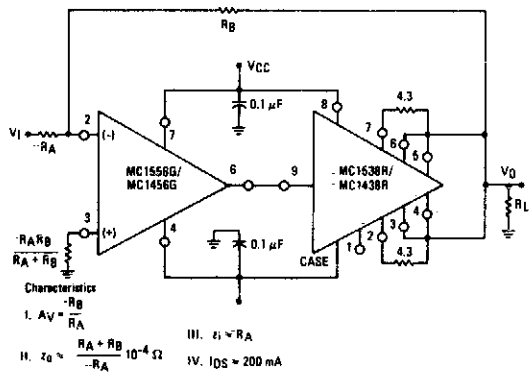 RB
VCC
0.1 μF
8
4.3
7
6
5
VI
-RA
2
(-)
7
MC1556G/
MC1456G
6
9
MC1538R/
MC1438R
VO
RL
3
(+)
4
0.1 μF
CASE
1
2
3
4
4.3
-RARB
RA + RB
Characteristics
I. AV = -RB
RA
II. zo ≈ RA + RB
-RA
10-4 Ω
III. zi ≈ RA
IV. IOS ≈ 200 mA